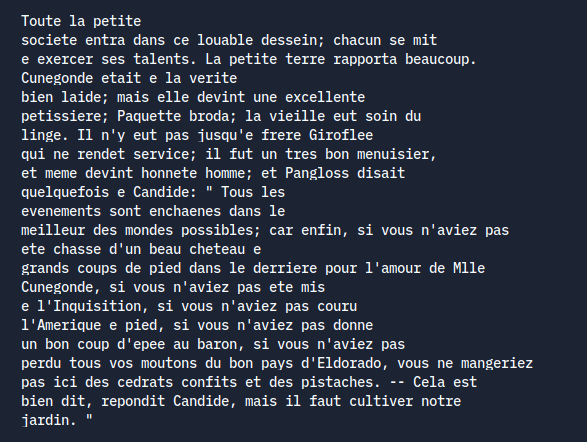 Toute la petite
societe entra dans ce louable dessein; chacun se mit
e exercer ses talents. La petite terre rapporta beaucoup.
Cunegonde etait e la verite
bien laide; mais elle devint une excellente
petissiere; Paquette broda; la vieille eut soin du
linge. Il n'y eut pas jusqu'e frere Giroflee
qui ne rendet service; il fut un tres bon menuisier,
et meme devint honnete homme; et Pangloss disait
quelquefois e Candide: " Tous les
evenements sont enchaenes dans le
meilleur des mondes possibles; car enfin, si vous n'aviez pas
ete chasse d'un beau cheteau e
grands coups de pied dans le derriere pour l'amour de Mlle
Cunegonde, si vous n'aviez pas ete mis
e l'Inquisition, si vous n'aviez pas couru
l'Amerique e pied, si vous n'aviez pas donne
un bon coup d'epee au baron, si vous n'aviez pas
perdu tous vos moutons du bon pays d'Eldorado, vous ne mangeriez
pas ici des cedrats confits et des pistaches. -- Cela est
bien dit, repondit Candide, mais il faut cultiver notre
jardin. "